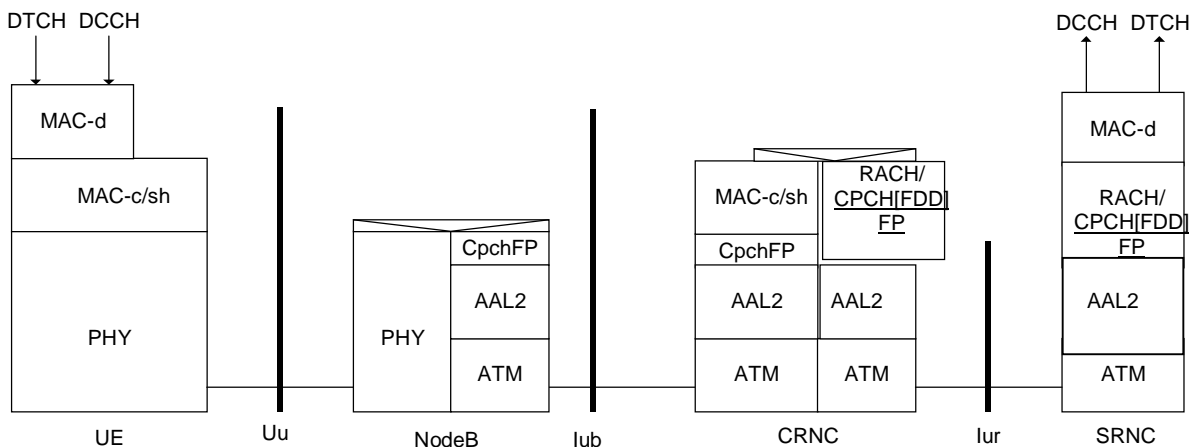 DTCH DCCH
DCCH DTCH
MAC-d
MAC-d
MAC-c/sh
MAC-c/sh
RACH/
CPCH[FDD]
FP
RACH/
CPCH[FDD]
FP
CpchFP
CpchFP
PHY
PHY
AAL2
AAL2
AAL2
AAL2
ATM
ATM
ATM
ATM
UE
Uu
NodeB
Iub
CRNC
Iur
SRNC